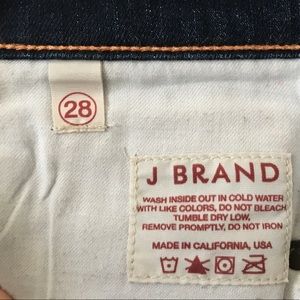 28
J BRAND
WASH INSIDE OUT IN COLD WATER
WITH LIKE COLORS, DO NOT BLEACH
TUMBLE DRY LOW,
REMOVE PROMPTLY, DO NOT IRON
MADE IN CALIFORNIA, USA